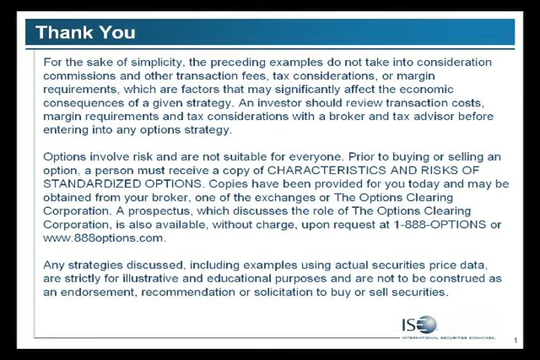 Thank You
For the sake of simplicity, the preceding examples do not take into consideration
commissions and other transaction fees, tax considerations, or margin
requirements, which are factors that may significantly affect the economic
consequences of a given strategy. An investor should review transaction costs,
margin requirements and tax considerations with a broker and tax advisor before
entering into any options strategy.
Options involve risk and are not suitable for everyone. Prior to buying or selling an
option, a person must receive a copy of CHARACTERISTICS AND RISKS OF
STANDARDIZED OPTIONS. Copies have been provided for you today and may be
obtained from your broker, one of the exchanges or The Options Clearing
Corporation. A prospectus, which discusses the role of The Options Clearing
Corporation, is also available, without charge, upon request at 1-888-OPTIONS or
www.888options.com.
Any strategies discussed, including examples using actual securities price data,
are strictly for illustrative and educational purposes and are not to be construed as
an endorsement, recommendation or solicitation to buy or sell securities.
ISE
INTERNATIONAL SECURITIES EXCHANGE.
1